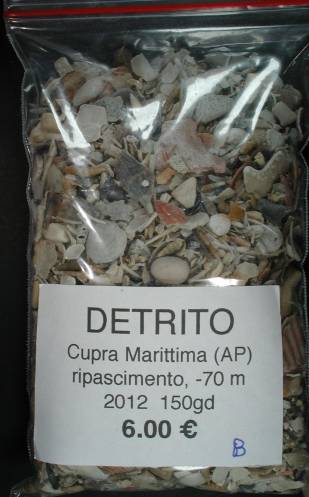 DETRITO
Cupra Marittima (AP)
ripascimento, -70 m
2012 150gd
6.00 €
B